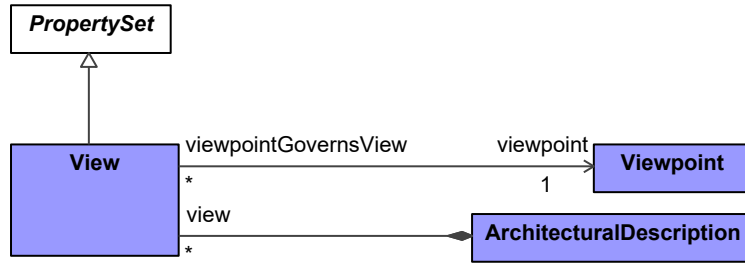 PropertySet
View
viewpointGovernsView
viewpoint
Viewpoint
*
1
view
ArchitecturalDescription
*